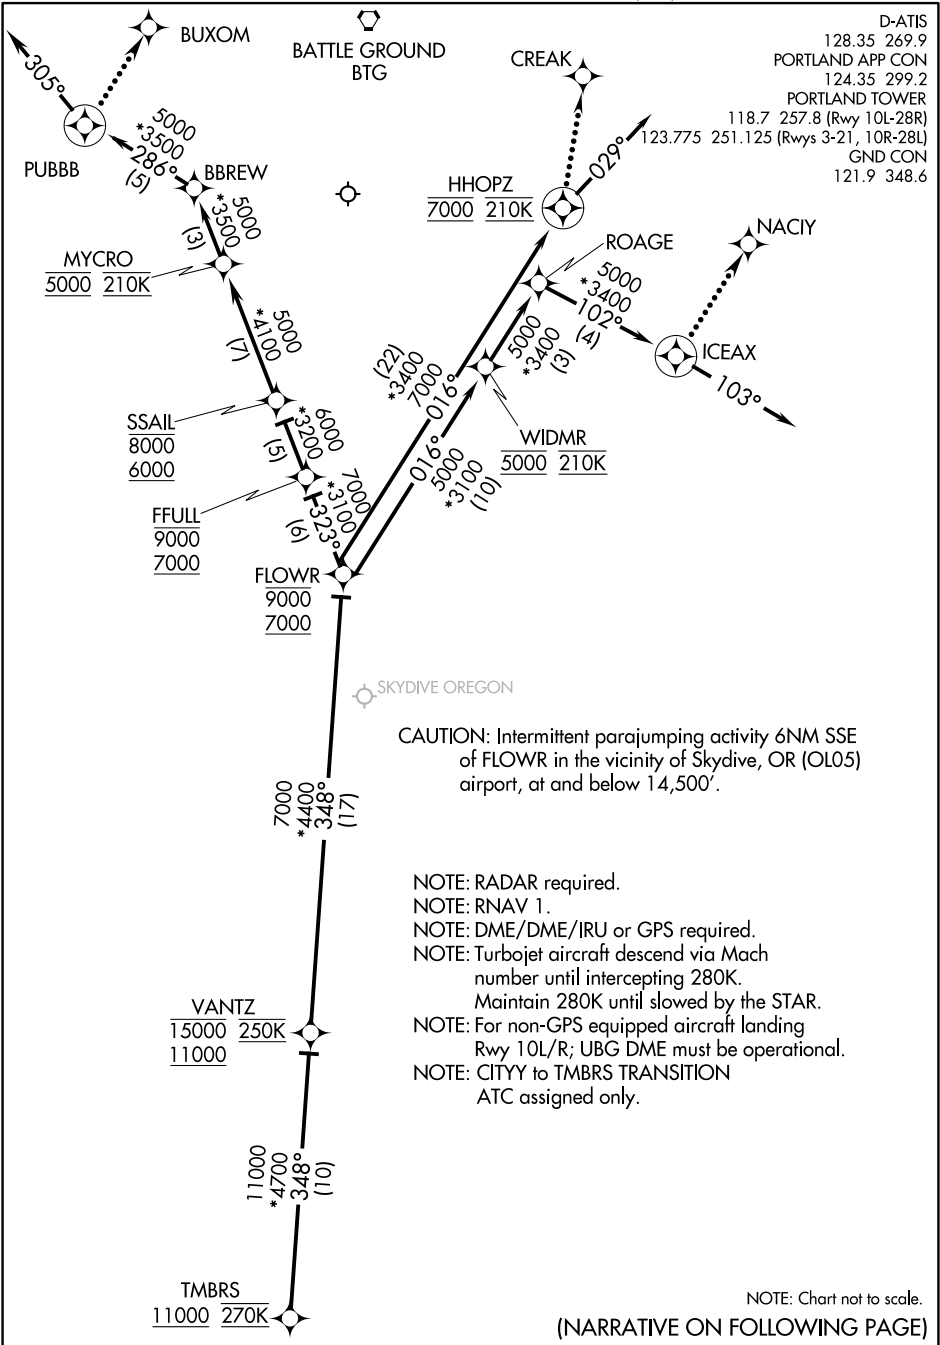 D-ATIS
128.35 269.9
PORTLAND APP CON
124.35 299.2
PORTLAND TOWER
118.7 257.8 (Rwy 10L-28R)
123.775 251.125 (Rwys 3-21, 10R-28L)
GND CON
121.9 348.6
BUXOM
BATTLE GROUND
BTG
CREAK
305°
PUBBB
5000
*3500
286°
(5)
BBREW
5000
*3500
(3)
MYCRO
5000 210K
HHOPZ
7000 210K
029°
ROAGE
NACIY
5000
*3400
102°
(4)
ICEAX
103°
5000
*4100
(7)
(22)
*3400
7000
016°
5000
*3400
(3)
WIDMR
5000 210K
016°
5000
*3100
(10)
SSAIL
8000
6000
6000
*3200
(5)
FFULL
9000
7000
7000
*3100
323°
(6)
FLOWR
9000
7000
SKYDIVE OREGON
CAUTION: Intermittent parajumping activity 6NM SSE
of FLOWR in the vicinity of Skydive, OR (OL05)
airport, at and below 14,500'.
7000
*4400
348°
(17)
NOTE: RADAR required.
NOTE: RNAV 1.
NOTE: DME/DME/IRU or GPS required.
NOTE: Turbojet aircraft descend via Mach
number until intercepting 280K.
Maintain 280K until slowed by the STAR.
NOTE: For non-GPS equipped aircraft landing
Rwy 10L/R; UBG DME must be operational.
NOTE: CITYY to TMBRS TRANSITION
ATC assigned only.
VANTZ
15000 250K
11000
11000
*4700
348°
(10)
TMBRS
11000 270K
NOTE: Chart not to scale.
(NARRATIVE ON FOLLOWING PAGE)